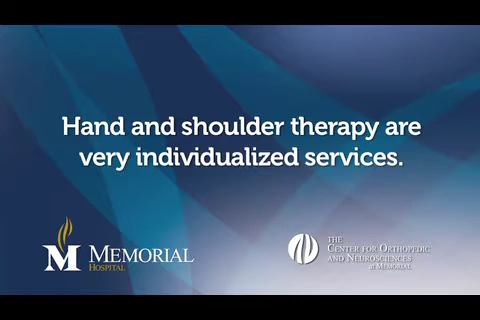 Hand and shoulder therapy are
very individualized services.
M MEMORIAL
HOSPITAL
THE
CENTER FOR ORTHOPEDIC
AND NEUROSCIENCES
AT MEMORIAL